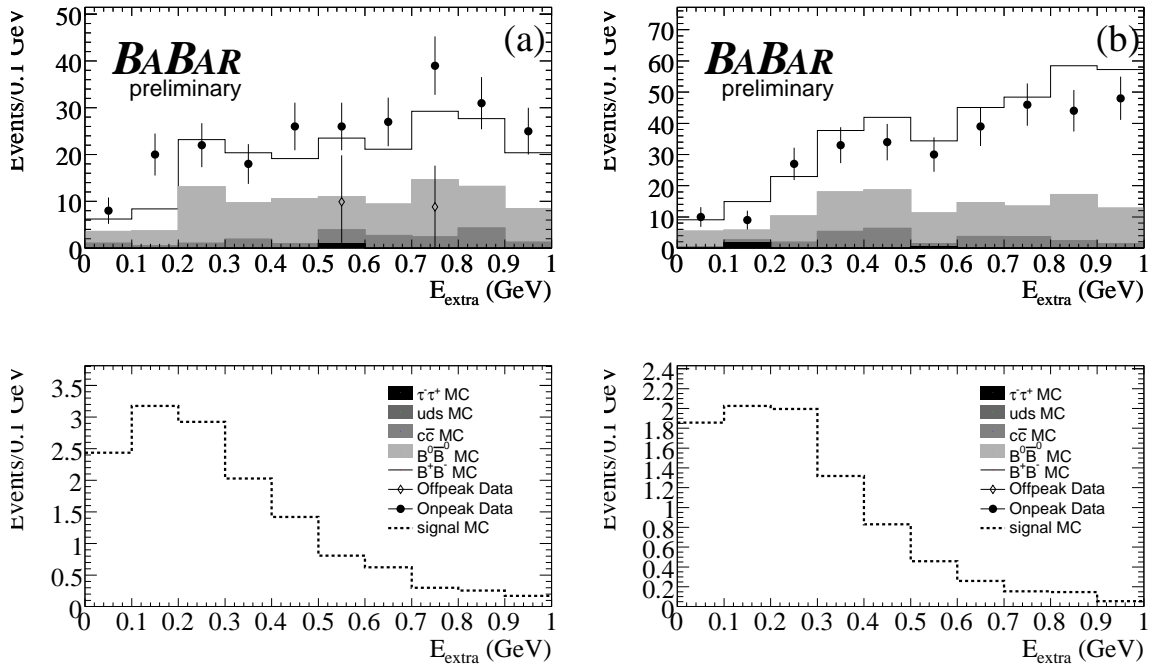 Events/0.1 GeV
50
40
30
20
10
0
BABAR
preliminary
(a)
0 0.1 0.2 0.3 0.4 0.5 0.6 0.7 0.8 0.9 1
E extra (GeV)
Events/0.1 GeV
70
60
50
40
30
20
10
0
BABAR
preliminary
(b)
0 0.1 0.2 0.3 0.4 0.5 0.6 0.7 0.8 0.9 1
E extra (GeV)
Events/0.1 GeV
3.5
3
2.5
2
1.5
1
0.5
0
τ⁻τ⁺ MC
uds MC
cc̅ MC
B⁰B̅⁰ MC
B⁺B⁻ MC
Offpeak Data
Onpeak Data
signal MC
0 0.1 0.2 0.3 0.4 0.5 0.6 0.7 0.8 0.9 1
E extra (GeV)
Events/0.1 GeV
2.4
2.2
2
1.8
1.6
1.4
1.2
1
0.8
0.6
0.4
0.2
0
τ⁻τ⁺ MC
uds MC
cc̅ MC
B⁰B̅⁰ MC
B⁺B⁻ MC
Offpeak Data
Onpeak Data
signal MC
0 0.1 0.2 0.3 0.4 0.5 0.6 0.7 0.8 0.9 1
E extra (GeV)